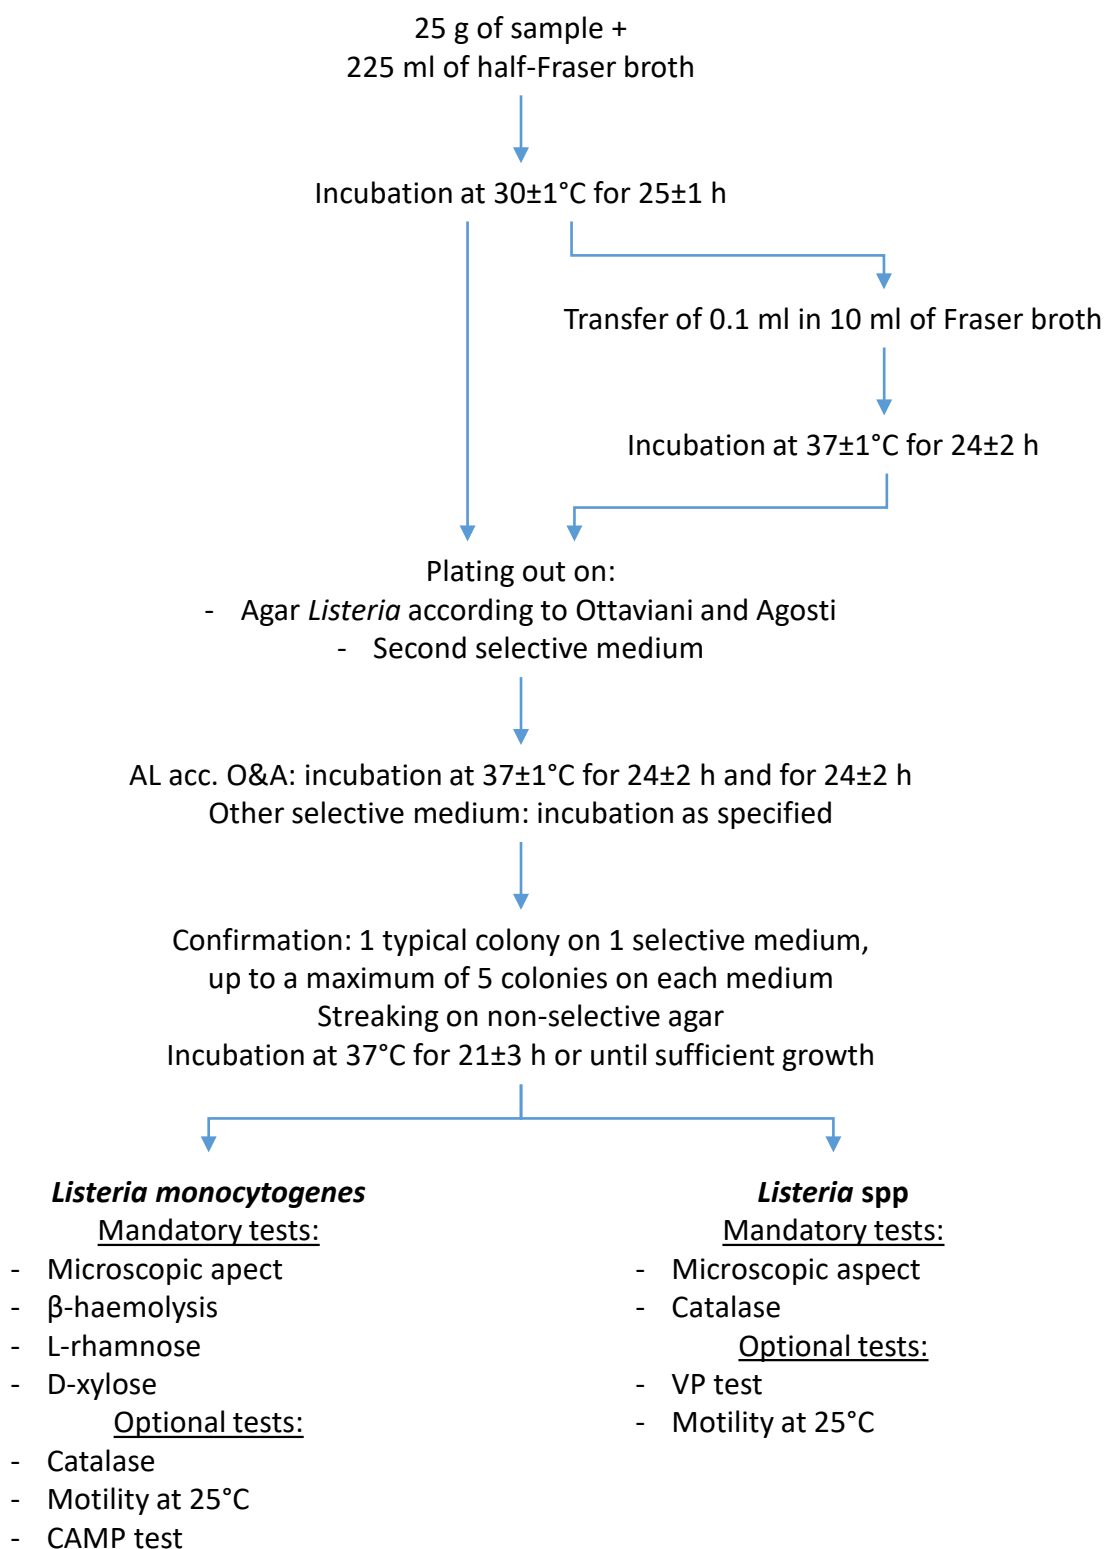 25 g of sample +
225 ml of half-Fraser broth
Incubation at 30±1°C for 25±1 h
Transfer of 0.1 ml in 10 ml of Fraser broth
Incubation at 37±1°C for 24±2 h
Plating out on:
- Agar Listeria according to Ottaviani and Agosti
- Second selective medium
AL acc. O&A: incubation at 37±1°C for 24±2 h and for 24±2 h
Other selective medium: incubation as specified
Confirmation: 1 typical colony on 1 selective medium,
up to a maximum of 5 colonies on each medium
Streaking on non-selective agar
Incubation at 37°C for 21±3 h or until sufficient growth
Listeria monocytogenes
Mandatory tests:
- Microscopic apect
- β-haemolysis
- L-rhamnose
- D-xylose
Optional tests:
- Catalase
- Motility at 25°C
- CAMP test
Listeria spp
Mandatory tests:
- Microscopic aspect
- Catalase
Optional tests:
- VP test
- Motility at 25°C